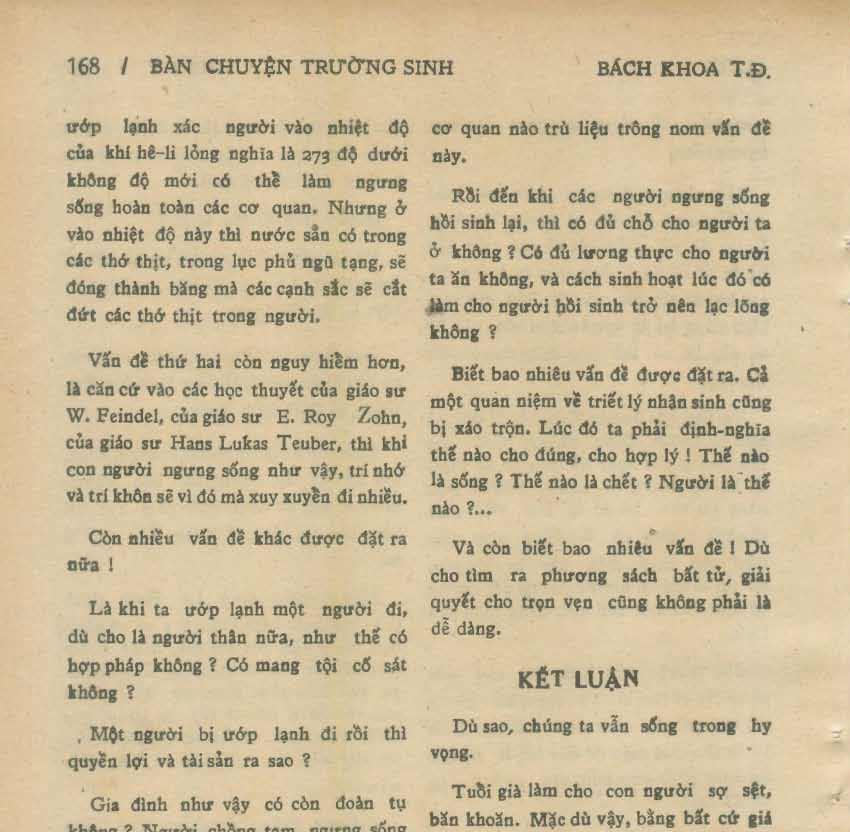 168 / BÀN CHUYỆN TRƯỜNG SINH
BÁCH KHOA T.Đ.
ướp lạnh xác người vào nhiệt độ
của khí hê-li lỏng nghĩa là 273 độ dưới
không độ mới có thể làm ngưng
sống hoàn toàn các cơ quan. Nhưng ở
vào nhiệt độ này thì nước sẵn có trong
các thớ thịt, trong lục phủ ngũ tạng, sẽ
đóng thành băng mà các cạnh sắc sẽ cắt
đứt các thớ thịt trong người.
Vấn đề thứ hai còn nguy hiểm hơn,
là căn cứ vào các học thuyết của giáo sư
W. Feindel, của giáo sư E. Roy Zohn,
của giáo sư Hans Lukas Teuber, thì khi
con người ngưng sống như vậy, trí nhớ
và trí khôn sẽ vì đó mà xuy xuyển đi nhiều.
Còn nhiều vấn đề khác được đặt ra
nữa !
Là khi ta ướp lạnh một người đi,
dù cho là người thân nữa, như thế có
hợp pháp không ? Có mang tội cố sát
không ?
Một người bị ướp lạnh đi rồi thì
quyền lợi và tài sản ra sao ?
Gia đình như vậy có còn đoàn tụ
không ? Người chồng tạm ngưng sống
cơ quan nào trù liệu trông nom vấn đề
này.
Rồi đến khi các người ngưng sống
hồi sinh lại, thì có đủ chỗ cho người ta
ở không ? Có đủ lương thực cho người
ta ăn không, và cách sinh hoạt lúc đó có
làm cho người hồi sinh trở nên lạc lõng
không ?
Biết bao nhiêu vấn đề được đặt ra. Cả
một quan niệm về triết lý nhân sinh cũng
bị xáo trộn. Lúc đó ta phải định-nghĩa
thế nào cho đúng, cho hợp lý ! Thế nào
là sống ? Thế nào là chết ? Người là thế
nào ?...
Và còn biết bao nhiêu vấn đề ! Dù
cho tìm ra phương sách bất tử, giải
quyết cho trọn vẹn cũng không phải là
dễ dàng.
KẾT LUẬN
Dù sao, chúng ta vẫn sống trong hy
vọng.
Tuổi già làm cho con người sợ sệt,
băn khoăn. Mặc dù vậy, bằng bất cứ giá